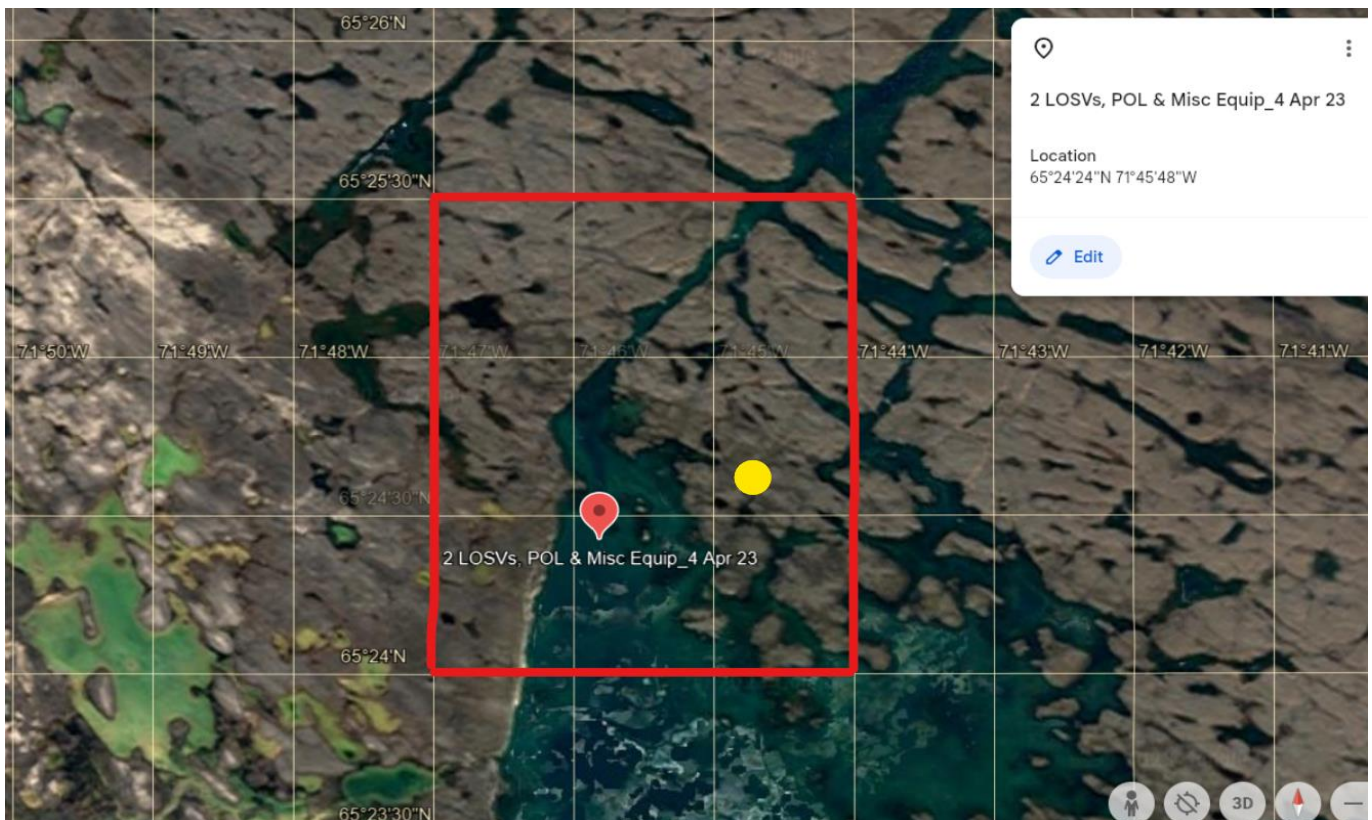 65°26'N
2 LOSVs, POL & Misc Equip_4 Apr 23
Location
65°24'24"N 71°45'48"W
65°25'30"N
Edit
71°50'W 71°49'W 71°48'W 71°47'W 71°46'W 71°45'W 71°44'W 71°43'W 71°42'W 71°41'W
65°24'30"N
2 LOSVs, POL & Misc Equip_4 Apr 23
65°24'N
65°23'30"N
3D